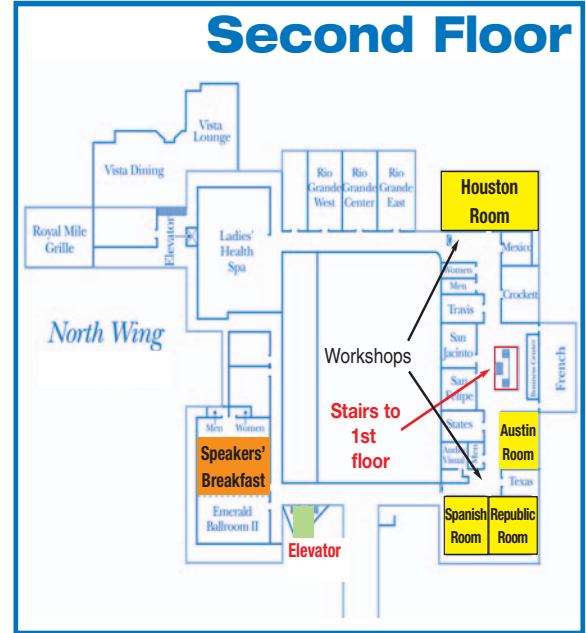 Second Floor
Vista
Lounge
Vista Dining
Royal Mile
Grille
Elevator
Ladies'
Health
Spa
Rio
Grande
West
Rio
Grande
Center
Rio
Grande
East
Houston
Room
Mexico
Women
Men
Crockett
Travis
North Wing
San
Jacinto
Workshops
Business Center
French
San
Felipe
Stairs to
1st
floor
States
Austin
Room
Men
Women
Speakers'
Breakfast
Audio
Visual
Men
Texas
Emerald
Ballroom II
Spanish
Room
Republic
Room
Elevator